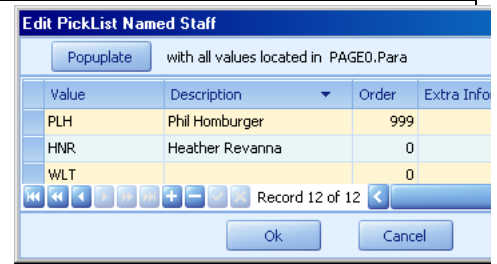 Edit PickList Named Staff
Popuplate with all values located in PAGE0.Para
Value Description Order Extra Info
PLH Phil Homburger 999
HNR Heather Revanna 0
WLT 0
Record 12 of 12
Ok Cancel